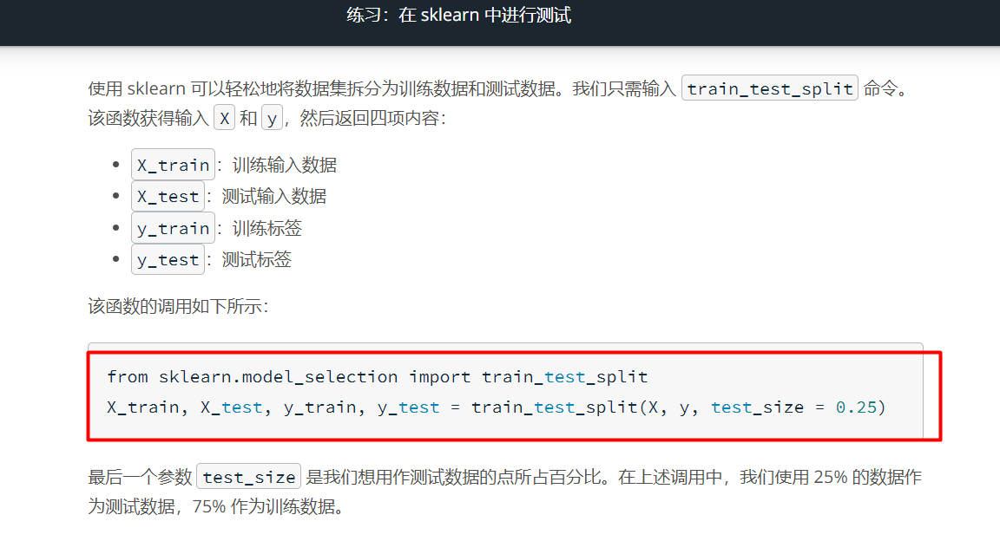 练习：在 sklearn 中进行测试
使用 sklearn 可以轻松地将数据集拆分为训练数据和测试数据。我们只需输入 train_test_split 命令。
该函数获得输入 X 和 y，然后返回四项内容：
• X_train：训练输入数据
• X_test：测试输入数据
• y_train：训练标签
• y_test：测试标签
该函数的调用如下所示：
from sklearn.model_selection import train_test_split
X_train, X_test, y_train, y_test = train_test_split(X, y, test_size = 0.25)
最后一个参数 test_size 是我们想用作测试数据的点所占百分比。在上述调用中，我们使用 25% 的数据作
为测试数据，75% 作为训练数据。